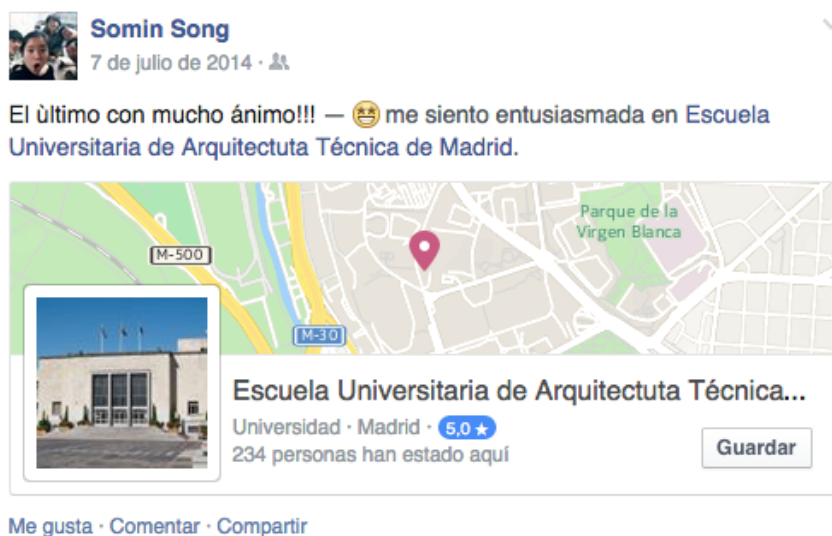 Somin Song
7 de julio de 2014 ·
El ùltimo con mucho ánimo!!! — me siento entusiasmada en Escuela
Universitaria de Arquitectuta Técnica de Madrid.
Parque de la
Virgen Blanca
M-500
M-30
Escuela Universitaria de Arquitectuta Técnica...
Universidad · Madrid · 5,0 ★
234 personas han estado aquí
Guardar
Me gusta · Comentar · Compartir